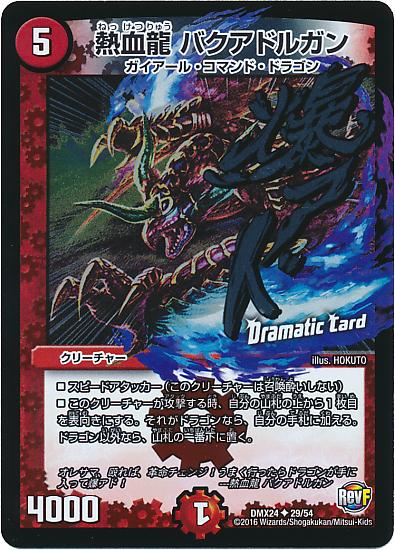 5
ねっけつりゅう
熱血龍 バクアドルガン
ガイアール・コマンド・ドラゴン
爆アド
Dramatic Card
illus. HOKUTO
クリーチャー
■ スピードアタッカー (このクリーチャーは召喚酔いしない)
■ このクリーチャーが攻撃する時、自分の山札の上から1枚
目を表向きにする。それがドラゴンなら、自分の手札に加える。
ドラゴン以外なら、山札の一番下に置く。
オレサマ、殴れば、革命チェンジ!うまく行ったらドラゴンが手に
入って爆アド! ―熱血龍 バクアドルガン
RevF
4000
1
DMX24 ◆ 29/54
©2016 Wizards/Shogakukan/Mitsui-Kids